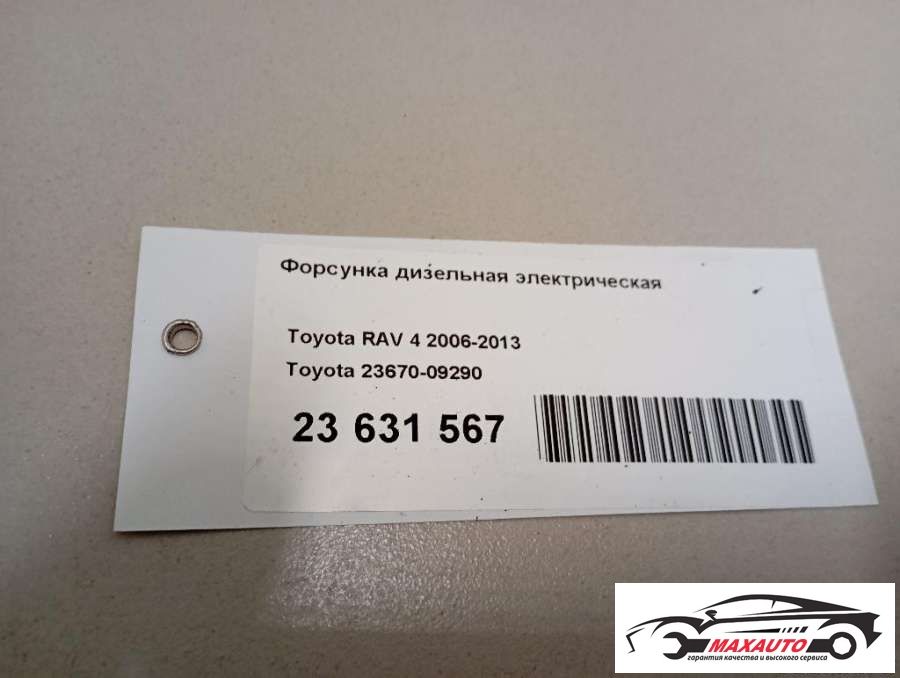 Форсунка дизельная электрическая
Toyota RAV 4 2006-2013
Toyota 23670-09290
23 631 567
MAXAUTO
гарантия качества и высокого сервиса